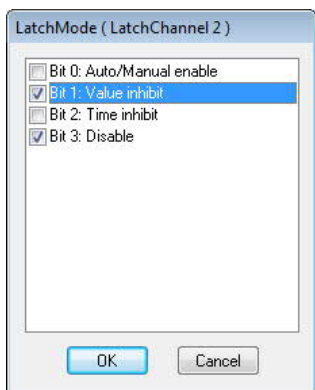 LatchMode ( LatchChannel 2 )
Bit 0: Auto/Manual enable
Bit 1: Value inhibit
Bit 2: Time inhibit
Bit 3: Disable
OK Cancel